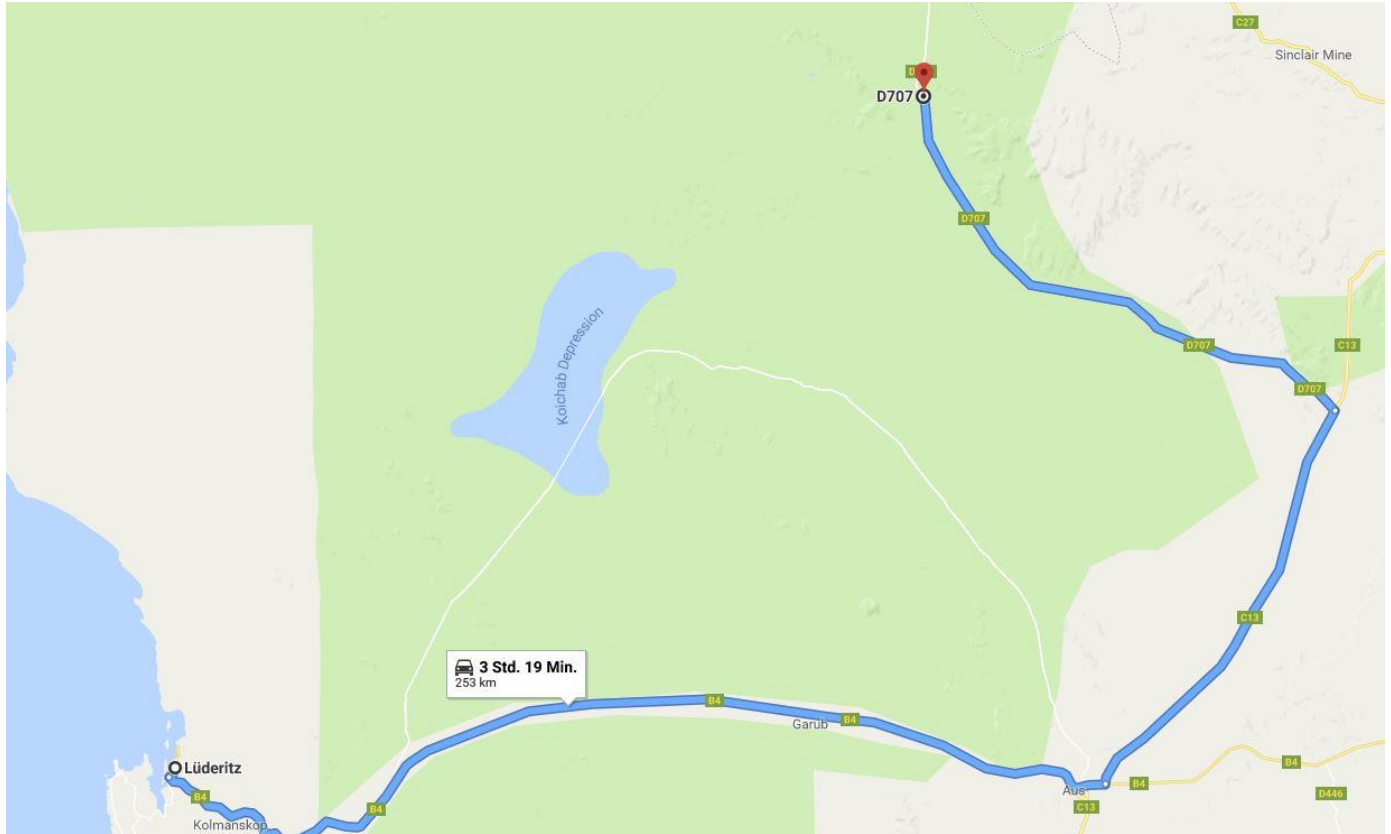 C27
Sinclair Mine
D707
D707
C13
D707
D707
Koichab Depression
C13
3 Std. 19 Min.
253 km
B4
Garub
B4
B4
Lüderitz
Aus
B4
B4
D446
B4
C13
Kolmanskop